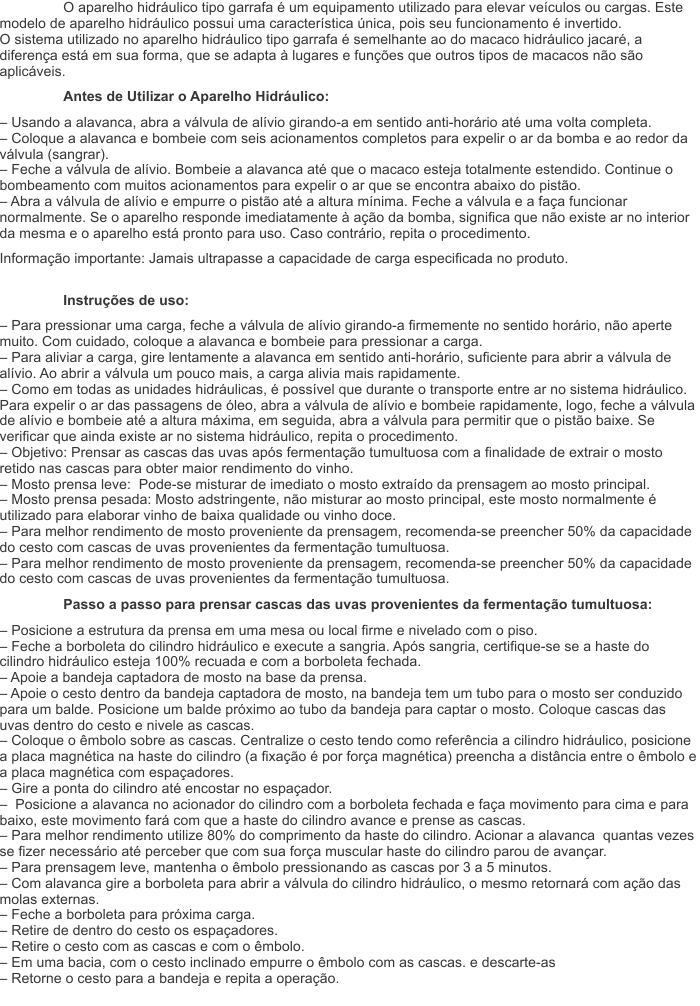 O aparelho hidráulico tipo garrafa é um equipamento utilizado para elevar veículos ou cargas. Este
modelo de aparelho hidráulico possui uma característica única, pois seu funcionamento é invertido.
O sistema utilizado no aparelho hidráulico tipo garrafa é semelhante ao do macaco hidráulico jacaré, a
diferença está em sua forma, que se adapta à lugares e funções que outros tipos de macacos não são
aplicáveis.
Antes de Utilizar o Aparelho Hidráulico:
– Usando a alavanca, abra a válvula de alívio girando-a em sentido anti-horário até uma volta completa.
– Coloque a alavanca e bombeie com seis acionamentos completos para expelir o ar da bomba e ao redor da
válvula (sangrar).
– Feche a válvula de alívio. Bombeie a alavanca até que o macaco esteja totalmente estendido. Continue o
bombeamento com muitos acionamentos para expelir o ar que se encontra abaixo do pistão.
– Abra a válvula de alívio e empurre o pistão até a altura mínima. Feche a válvula e a faça funcionar
normalmente. Se o aparelho responde imediatamente à ação da bomba, significa que não existe ar no interior
da mesma e o aparelho está pronto para uso. Caso contrário, repita o procedimento.
Informação importante: Jamais ultrapasse a capacidade de carga especificada no produto.
Instruções de uso:
– Para pressionar uma carga, feche a válvula de alívio girando-a firmemente no sentido horário, não aperte
muito. Com cuidado, coloque a alavanca e bombeie para pressionar a carga.
– Para aliviar a carga, gire lentamente a alavanca em sentido anti-horário, suficiente para abrir a válvula de
alívio. Ao abrir a válvula um pouco mais, a carga alivia mais rapidamente.
– Como em todas as unidades hidráulicas, é possível que durante o transporte entre ar no sistema hidráulico.
Para expelir o ar das passagens de óleo, abra a válvula de alívio e bombeie rapidamente, logo, feche a válvula
de alívio e bombeie até a altura máxima, em seguida, abra a válvula para permitir que o pistão baixe. Se
verificar que ainda existe ar no sistema hidráulico, repita o procedimento.
– Objetivo: Prensar as cascas das uvas após fermentação tumultuosa com a finalidade de extrair o mosto
retido nas cascas para obter maior rendimento do vinho.
– Mosto prensa leve:  Pode-se misturar de imediato o mosto extraído da prensagem ao mosto principal.
– Mosto prensa pesada: Mosto adstringente, não misturar ao mosto principal, este mosto normalmente é
utilizado para elaborar vinho de baixa qualidade ou vinho doce.
– Para melhor rendimento de mosto proveniente da prensagem, recomenda-se preencher 50% da capacidade
do cesto com cascas de uvas provenientes da fermentação tumultuosa.
– Para melhor rendimento de mosto proveniente da prensagem, recomenda-se preencher 50% da capacidade
do cesto com cascas de uvas provenientes da fermentação tumultuosa.
Passo a passo para prensar cascas das uvas provenientes da fermentação tumultuosa:
– Posicione a estrutura da prensa em uma mesa ou local firme e nivelado com o piso.
– Feche a borboleta do cilindro hidráulico e execute a sangria. Após sangria, certifique-se se a haste do
cilindro hidráulico esteja 100% recuada e com a borboleta fechada.
– Apoie a bandeja captadora de mosto na base da prensa.
– Apoie o cesto dentro da bandeja captadora de mosto, na bandeja tem um tubo para o mosto ser conduzido
para um balde. Posicione um balde próximo ao tubo da bandeja para captar o mosto. Coloque cascas das
uvas dentro do cesto e nivele as cascas.
– Coloque o êmbolo sobre as cascas. Centralize o cesto tendo como referência a cilindro hidráulico, posicione
a placa magnética na haste do cilindro (a fixação é por força magnética) preencha a distância entre o êmbolo e
a placa magnética com espaçadores.
– Gire a ponta do cilindro até encostar no espaçador.
–  Posicione a alavanca no acionador do cilindro com a borboleta fechada e faça movimento para cima e para
baixo, este movimento fará com que a haste do cilindro avance e prense as cascas.
– Para melhor rendimento utilize 80% do comprimento da haste do cilindro. Acionar a alavanca  quantas vezes
se fizer necessário até perceber que com sua força muscular haste do cilindro parou de avançar.
– Para prensagem leve, mantenha o êmbolo pressionando as cascas por 3 a 5 minutos.
– Com alavanca gire a borboleta para abrir a válvula do cilindro hidráulico, o mesmo retornará com ação das
molas externas.
– Feche a borboleta para próxima carga.
– Retire de dentro do cesto os espaçadores.
– Retire o cesto com as cascas e com o êmbolo.
– Em uma bacia, com o cesto inclinado empurre o êmbolo com as cascas. e descarte-as
– Retorne o cesto para a bandeja e repita a operação.